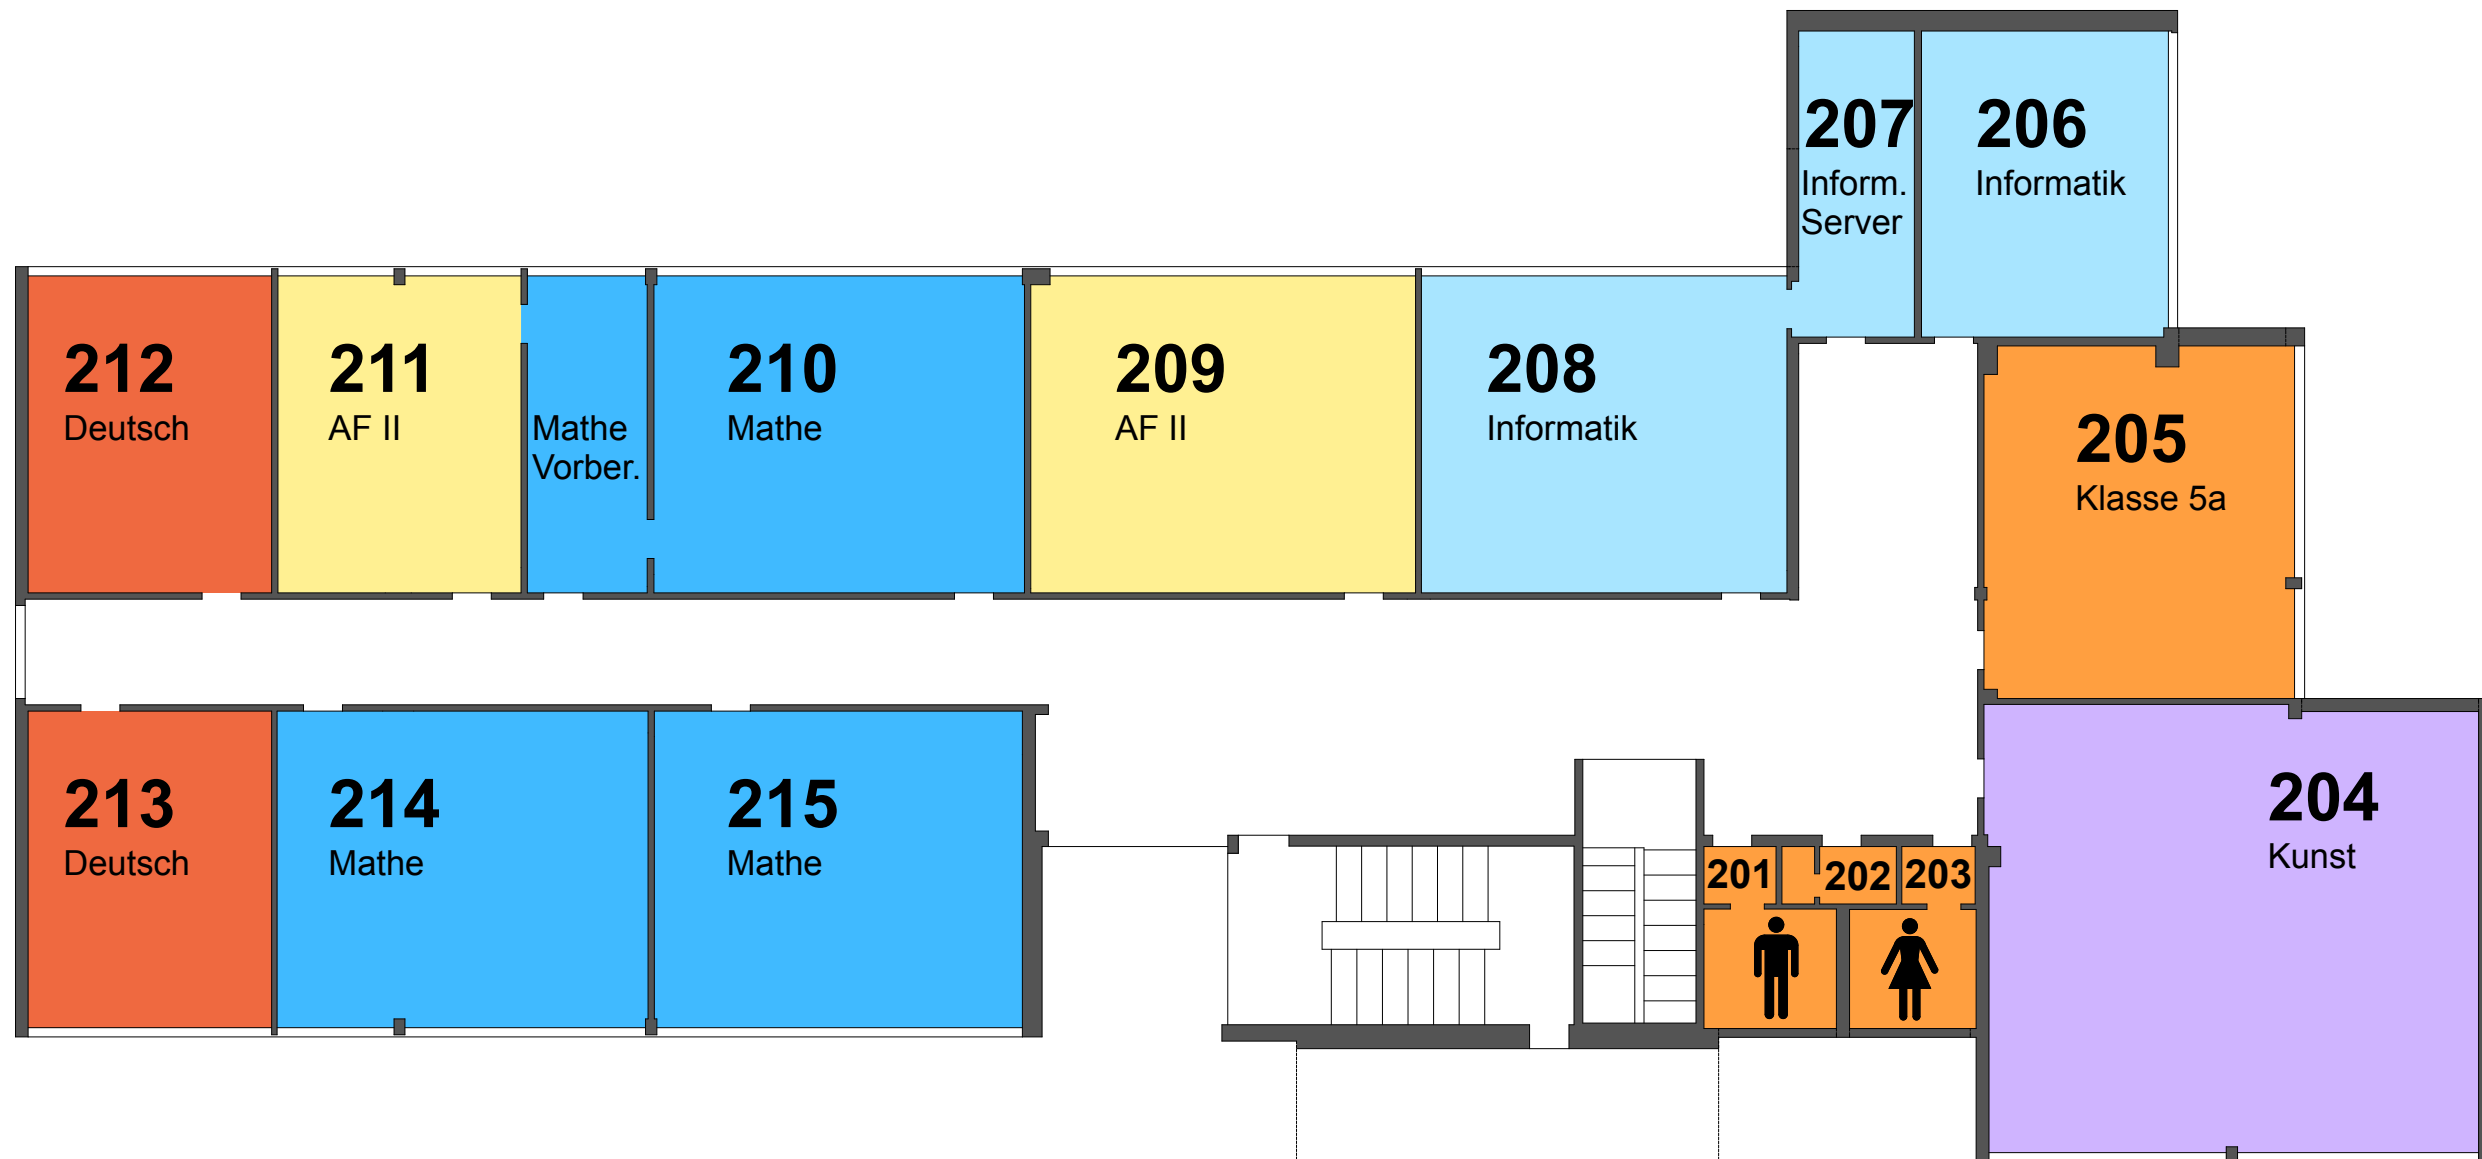 207
Inform.
Server
206
Informatik
212
Deutsch
211
AF II
Mathe
Vorber.
210
Mathe
209
AF II
208
Informatik
205
Klasse 5a
213
Deutsch
214
Mathe
215
Mathe
204
Kunst
201
202
203